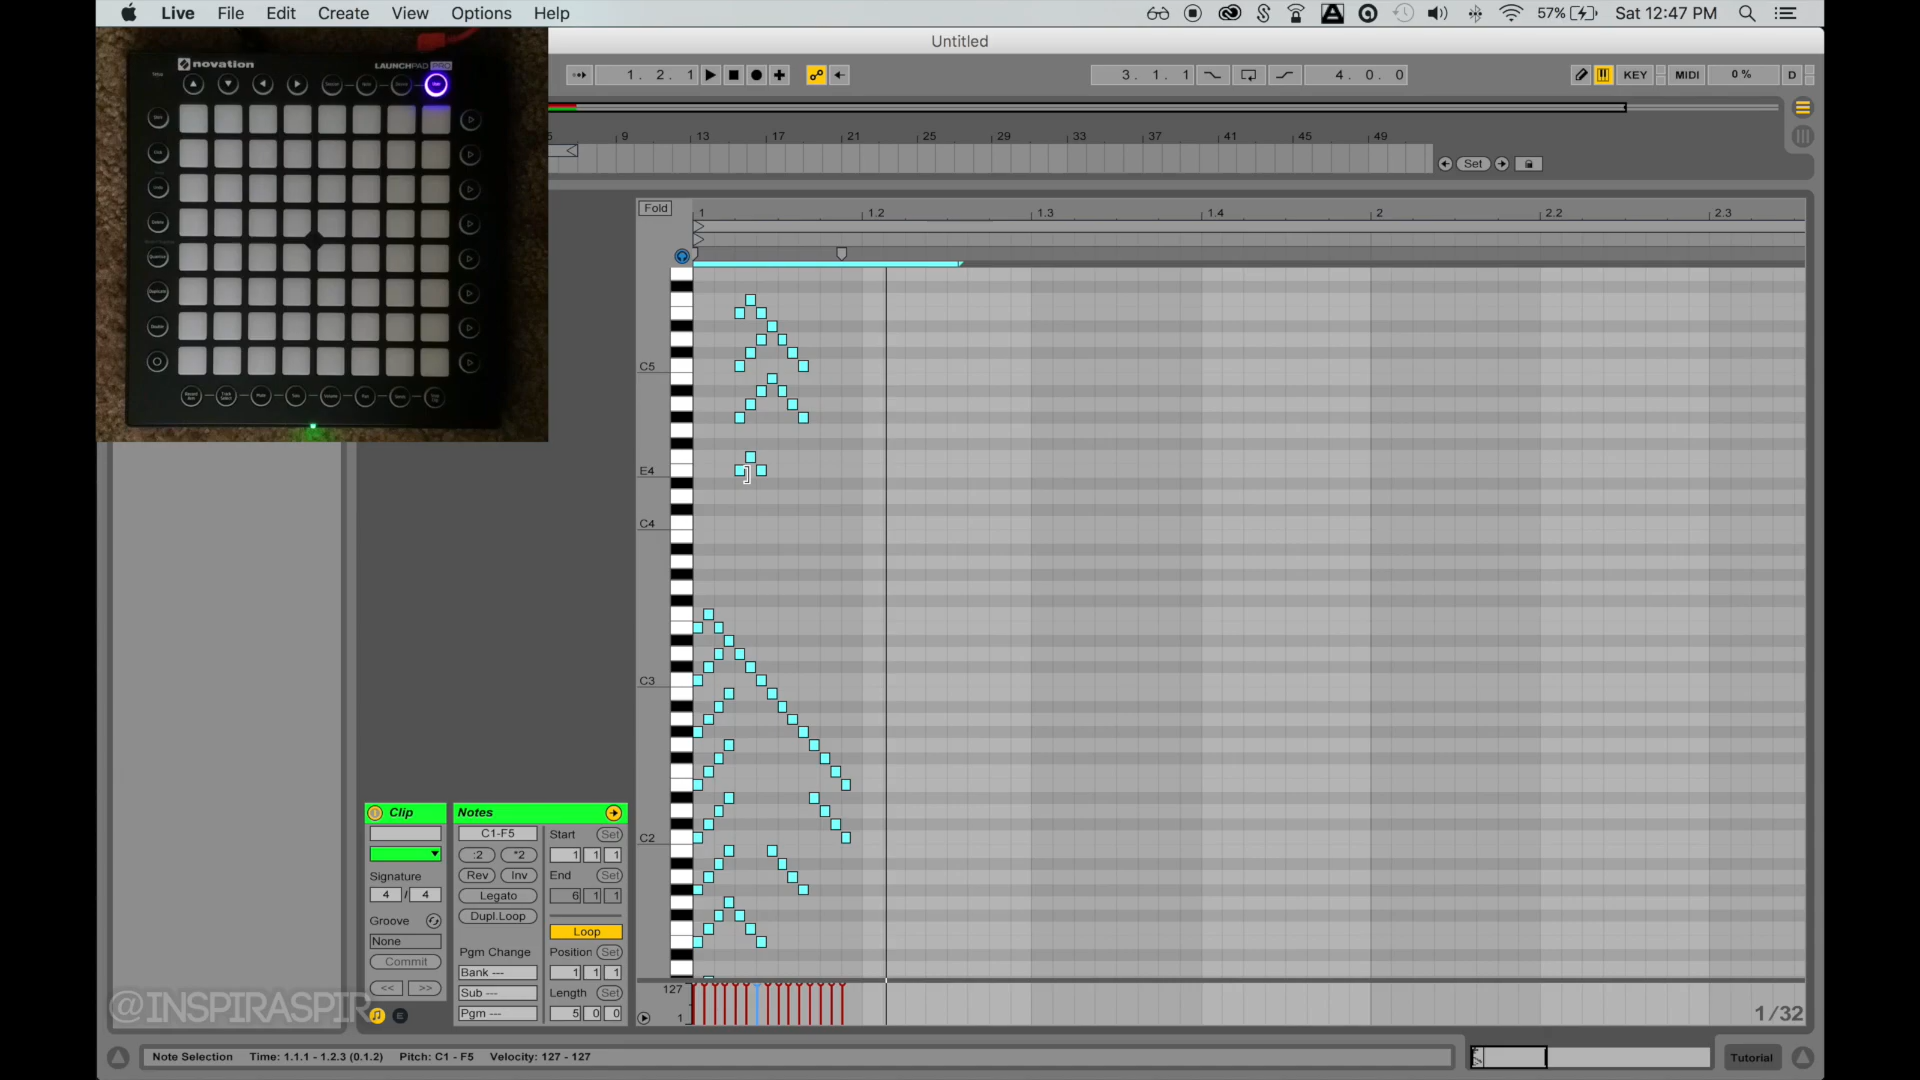 Live File Edit Create View Options Help
57% Sat 12:47 PM
Untitled
novation
LAUNCHPAD PRO
1. 2. 1
3. 1. 1
4. 0. 0
KEY
MIDI
0 %
D
5 9 13 17 21 25 29 33 37 41 45 49
Set
Fold
1 1.2 1.3 1.4 2 2.2 2.3
C5
E4
C4
C3
C2
Clip
Signature
4 / 4
Groove
None
Commit
<< >>
Notes
C1-F5
:2 *2
Rev Inv
Legato
Dupl.Loop
Pgm Change
Bank ---
Sub ---
Pgm ---
Start Set
1 1 1
End Set
6 1 1
Loop
Position Set
1 1 1
Length Set
5 0 0
127
1
1/32
@INSPIRASPIR
Note Selection Time: 1.1.1 - 1.2.3 (0.1.2) Pitch: C1 - F5 Velocity: 127 - 127
Tutorial